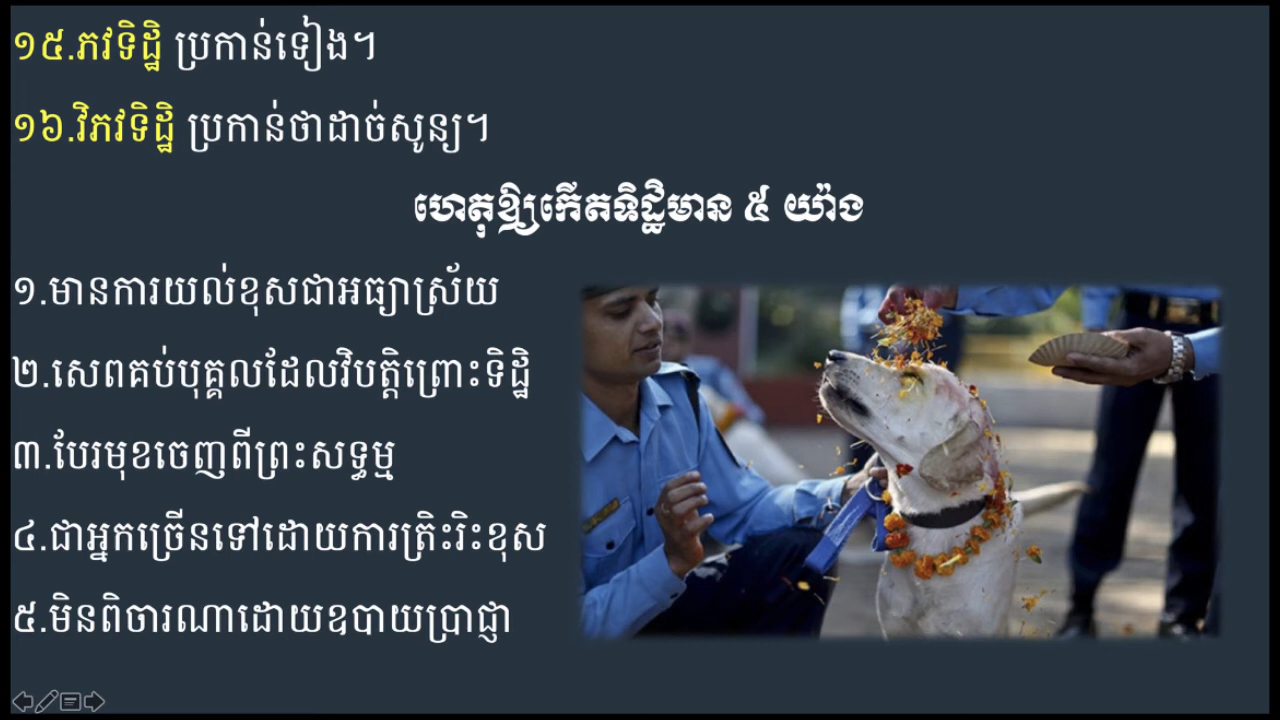 ១៥.ភវទិដ្ឋិ ប្រកាន់ទៀង។
១៦.វិភវទិដ្ឋិ ប្រកាន់ថាដាច់សូន្យ។
ហេតុឱ្យកើតទិដ្ឋិមាន ៥ យ៉ាង
១.មានការយល់ខុសជាអធ្យាស្រ័យ
២.សេពគប់បុគ្គលដែលវិបត្តិព្រោះទិដ្ឋិ
៣.បែរមុខចេញពីព្រះសទ្ធម្ម
៤.ជាអ្នកច្រើនទៅដោយការត្រិះរិះខុស
៥.មិនពិចារណាដោយឧបាយប្រាជ្ញា